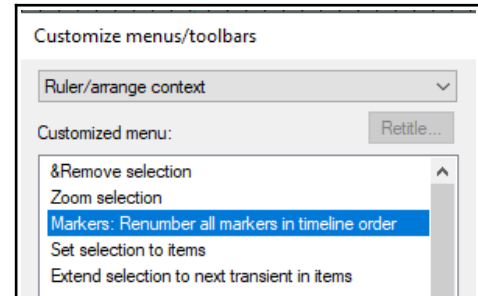 Customize menus/toolbars
Ruler/arrange context
Customized menu:
Retitle...
&Remove selection
Zoom selection
Markers: Renumber all markers in timeline order
Set selection to items
Extend selection to next transient in items